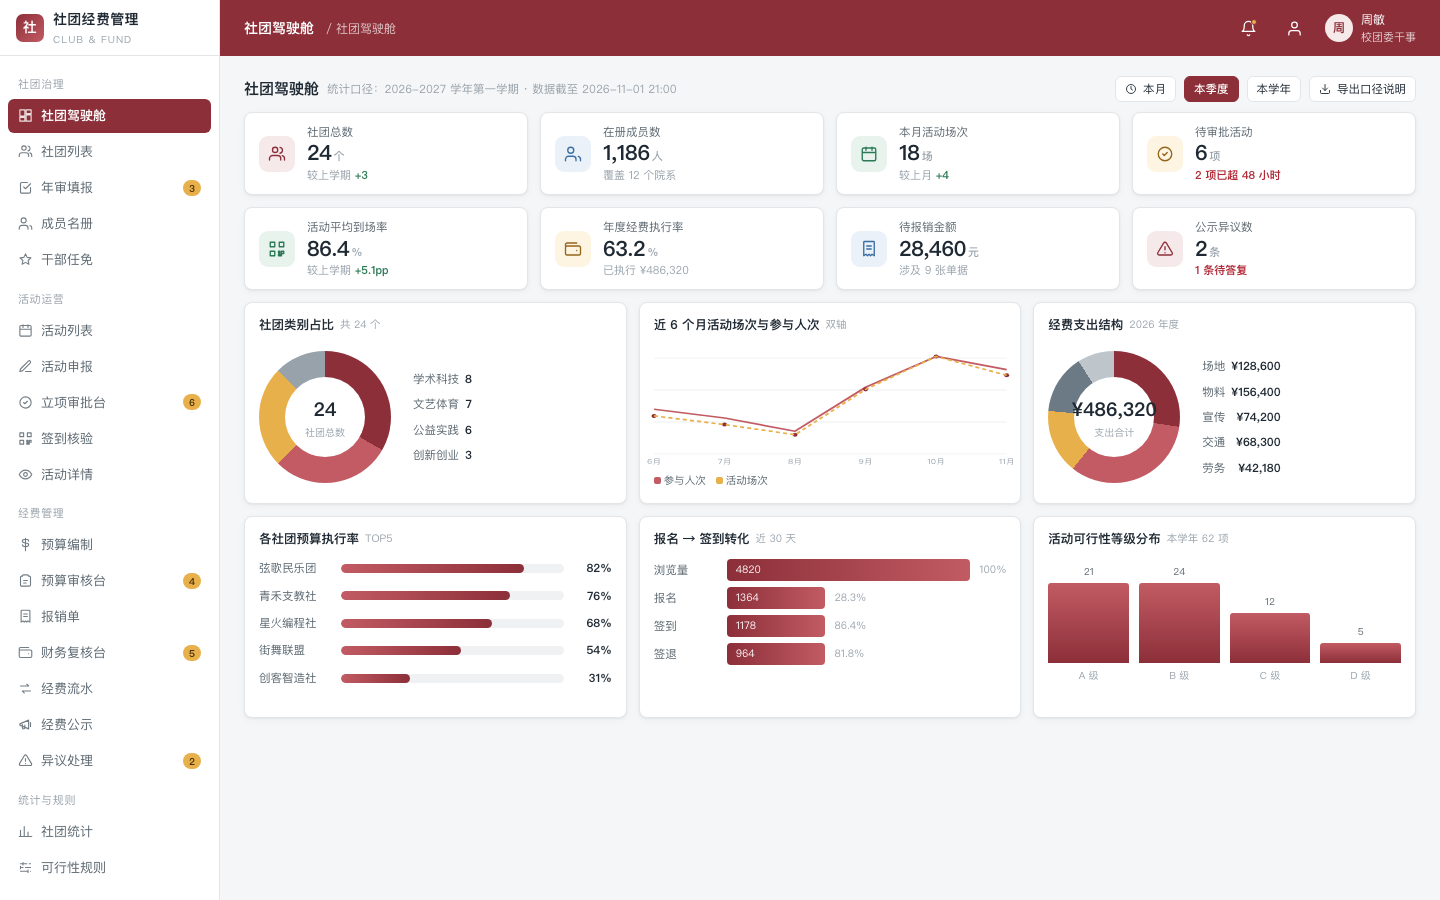 社
社团经费管理
CLUB & FUND
社团治理
社团驾驶舱
社团列表
年审填报 3
成员名册
干部任免
活动运营
活动列表
活动申报
立项审批台 6
签到核验
活动详情
经费管理
预算编制
预算审核台 4
报销单
财务复核台 5
经费流水
经费公示
异议处理 2
统计与规则
社团统计
可行性规则
社团驾驶舱 / 社团驾驶舱
周
周敏
校团委干事
社团驾驶舱 统计口径：2026–2027 学年第一学期 · 数据截至 2026–11–01 21:00
本月
本季度
本学年
导出口径说明
社团总数
24个
较上学期 +3
在册成员数
1,186人
覆盖 12 个院系
本月活动场次
18场
较上月 +4
待审批活动
6项
2 项已超 48 小时
活动平均到场率
86.4%
较上学期 +5.1pp
年度经费执行率
63.2%
已执行 ¥486,320
待报销金额
28,460元
涉及 9 张单据
公示异议数
2条
1 条待答复
社团类别占比 共 24 个
24
社团总数
学术科技 8
文艺体育 7
公益实践 6
创新创业 3
近 6 个月活动场次与参与人次 双轴
6月 7月 8月 9月 10月 11月
参与人次 活动场次
经费支出结构 2026 年度
¥486,320
支出合计
场地 ¥128,600
物料 ¥156,400
宣传 ¥74,200
交通 ¥68,300
劳务 ¥42,180
各社团预算执行率 TOP5
弦歌民乐团 82%
青禾支教社 76%
星火编程社 68%
街舞联盟 54%
创客智造社 31%
报名 → 签到转化 近 30 天
浏览量 4820 100%
报名 1364 28.3%
签到 1178 86.4%
签退 964 81.8%
活动可行性等级分布 本学年 62 项
21 24 12 5
A 级 B 级 C 级 D 级